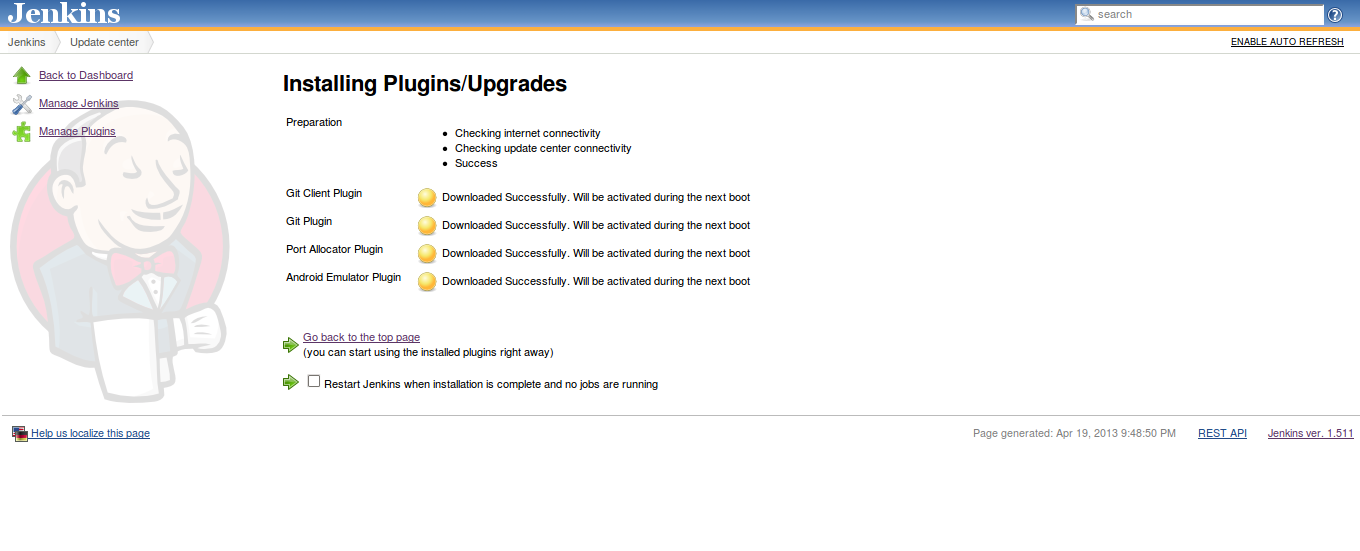 Jenkins
search
Jenkins
Update center
ENABLE AUTO REFRESH
Back to Dashboard
Manage Jenkins
Manage Plugins
Installing Plugins/Upgrades
Preparation
Checking internet connectivity
Checking update center connectivity
Success
Git Client Plugin Downloaded Successfully. Will be activated during the next boot
Git Plugin Downloaded Successfully. Will be activated during the next boot
Port Allocator Plugin Downloaded Successfully. Will be activated during the next boot
Android Emulator Plugin Downloaded Successfully. Will be activated during the next boot
Go back to the top page
(you can start using the installed plugins right away)
Restart Jenkins when installation is complete and no jobs are running
Help us localize this page
Page generated: Apr 19, 2013 9:48:50 PM REST API Jenkins ver. 1.511